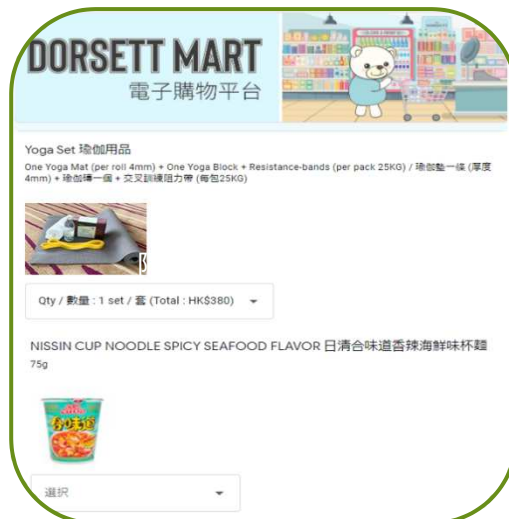 DORSETT MART
電子購物平台
Yoga Set 瑜伽用品
One Yoga Mat (per roll 4mm) + One Yoga Block + Resistance-bands (per pack 25KG) / 瑜伽墊一條 (厚度
4mm) + 瑜伽磚一個 + 交叉訓練阻力帶 (每包25KG)
Qty / 數量 : 1 set / 套 (Total : HK$380)
NISSIN CUP NOODLE SPICY SEAFOOD FLAVOR 日清合味道香辣海鮮味杯麵
75g
合味道
選択